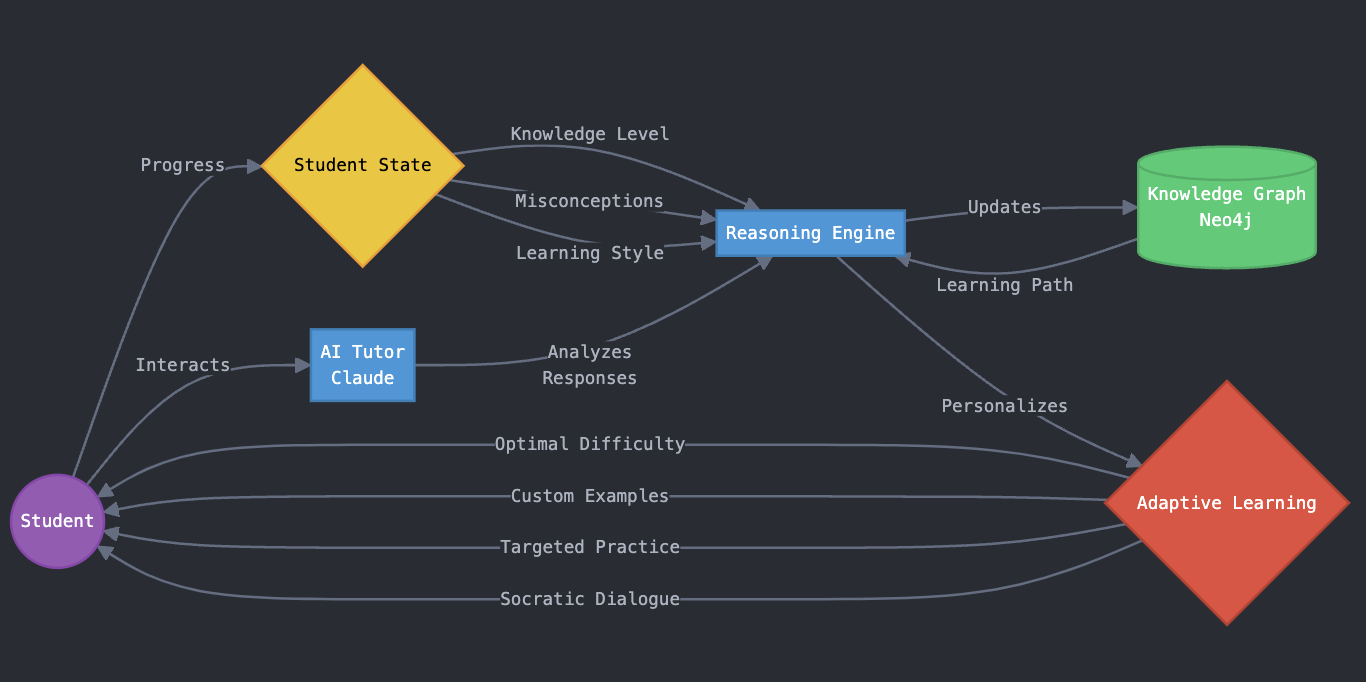 Knowledge Level
Progress
Student State
Misconceptions
Learning Style
Reasoning Engine
Updates
Knowledge Graph
Neo4j
Learning Path
Interacts
AI Tutor
Claude
Analyzes
Responses
Personalizes
Optimal Difficulty
Custom Examples
Adaptive Learning
Student
Targeted Practice
Socratic Dialogue